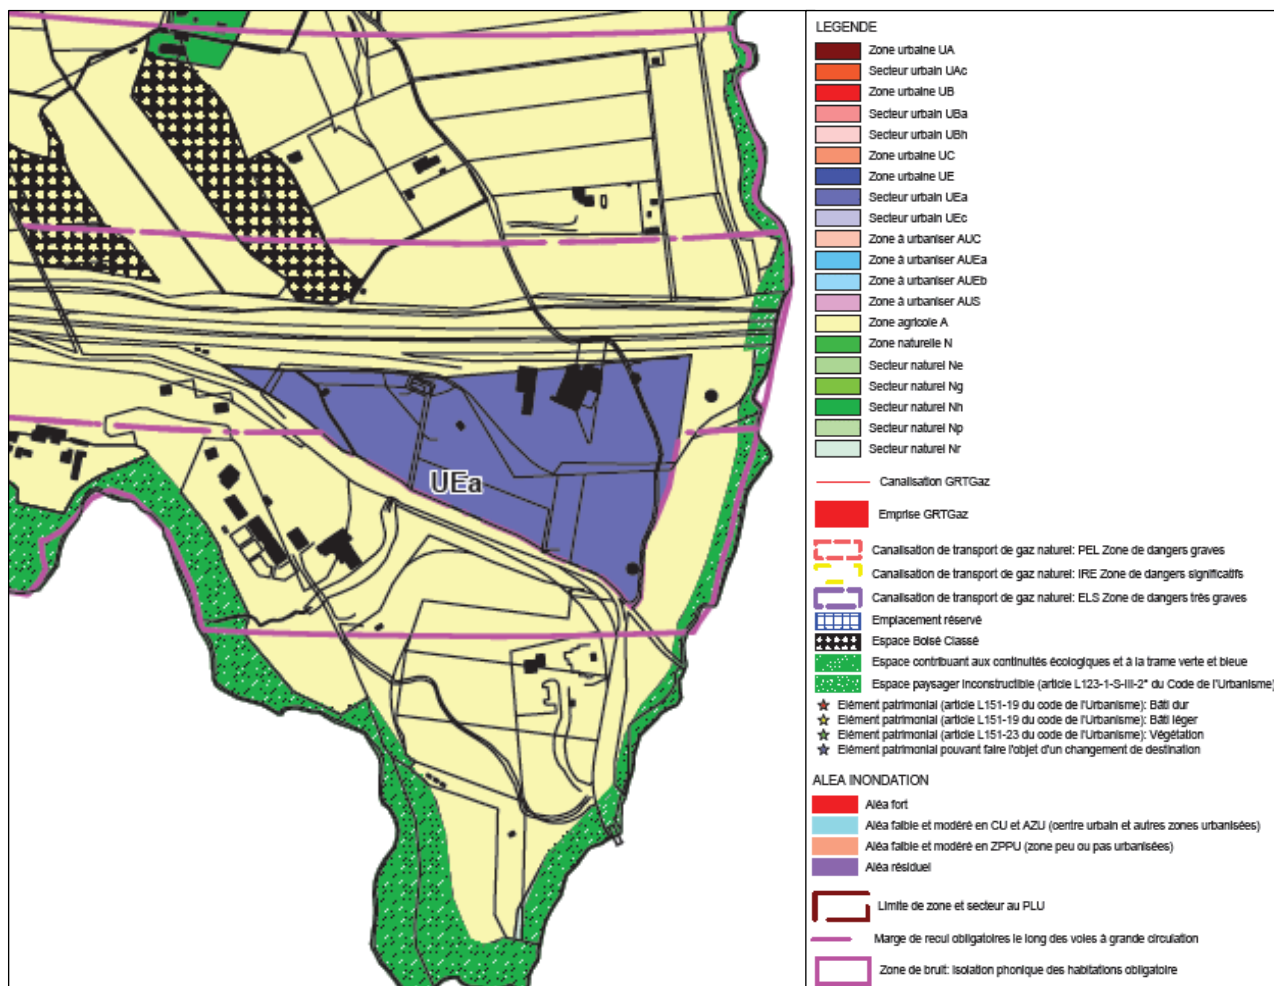 UEa
LEGENDE
Zone urbaine UA
Secteur urbain UAc
Zone urbaine UB
Secteur urbain UBa
Secteur urbain UBh
Zone urbaine UC
Zone urbaine UE
Secteur urbain UEa
Secteur urbain UEc
Zone à urbaniser AUC
Zone à urbaniser AUEa
Zone à urbaniser AUEb
Zone à urbaniser AUS
Zone agricole A
Zone naturelle N
Secteur naturel Ne
Secteur naturel Ng
Secteur naturel Nh
Secteur naturel Np
Secteur naturel Nr
Canalisation GRTGaz
Emprise GRTGaz
Canalisation de transport de gaz naturel: PEL Zone de dangers graves
Canalisation de transport de gaz naturel: IRE Zone de dangers significatifs
Canalisation de transport de gaz naturel: ELS Zone de dangers très graves
Emplacement réservé
Espace Boisé Classé
Espace contribuant aux continuités écologiques et à la trame verte et bleue
Espace paysager inconstructible (article L123-1-5-III-2° du Code de l'Urbanisme)
Elément patrimonial (article L151-19 du code de l'Urbanisme): Bâti dur
Elément patrimonial (article L151-19 du code de l'Urbanisme): Bâti léger
Elément patrimonial (article L151-23 du code de l'Urbanisme): Végétation
Elément patrimonial pouvant faire l'objet d'un changement de destination
ALEA INONDATION
Aléa fort
Aléa faible et modéré en CU et AZU (centre urbain et autres zones urbanisées)
Aléa faible et modéré en ZPPU (zone peu ou pas urbanisées)
Aléa résiduel
Limite de zone et secteur au PLU
Marge de recul obligatoires le long des voies à grande circulation
Zone de bruit: Isolation phonique des habitations obligatoire